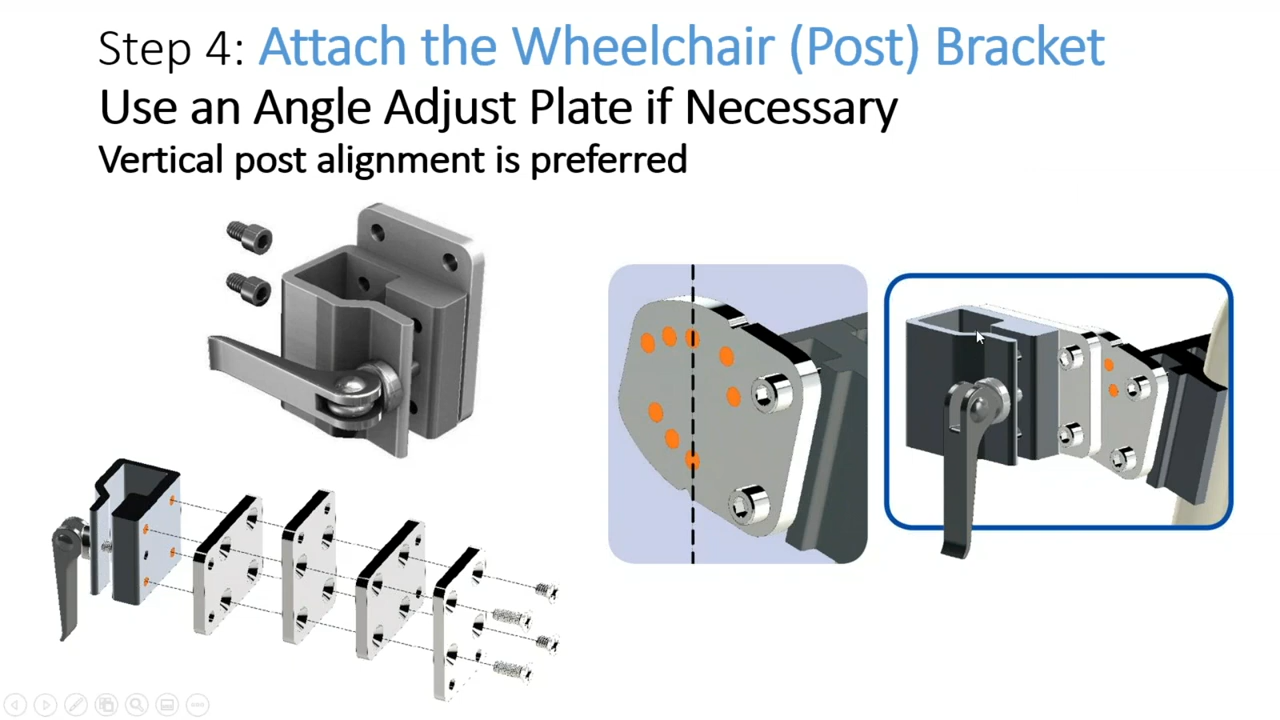 Step 4: Attach the Wheelchair (Post) Bracket
Use an Angle Adjust Plate if Necessary
Vertical post alignment is preferred